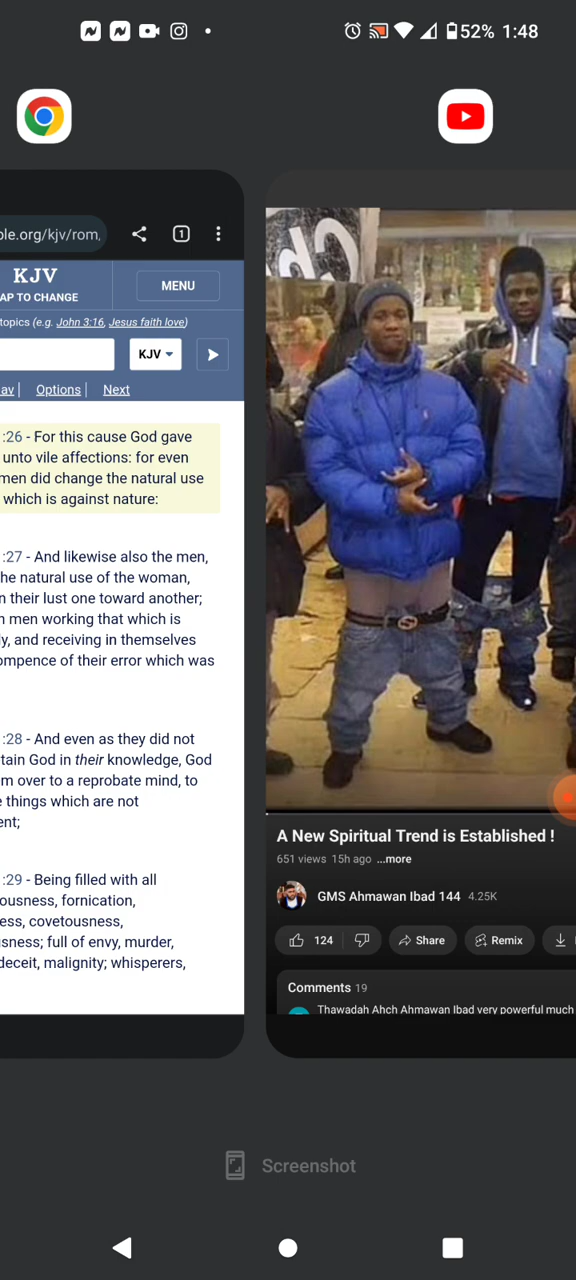 52% 1:48
ple.org/kjv/rom,
1
KJV
AP TO CHANGE
MENU
topics (e.g. John 3:16, Jesus faith love)
KJV
av| Options| Next
:26 - For this cause God gave
unto vile affections: for even
men did change the natural use
which is against nature:
:27 - And likewise also the men,
he natural use of the woman,
n their lust one toward another;
n men working that which is
ly, and receiving in themselves
ompence of their error which was
:28 - And even as they did not
tain God in their knowledge, God
m over to a reprobate mind, to
e things which are not
ent;
:29 - Being filled with all
ousness, fornication,
ess, covetousness,
usness; full of envy, murder,
deceit, malignity; whisperers,
A New Spiritual Trend is Established !
651 views 15h ago ...more
GMS Ahmawan Ibad 144 4.25K
124 Share Remix
Comments 19
Thawadah Ahch Ahmawan Ibad very powerful much
Screenshot